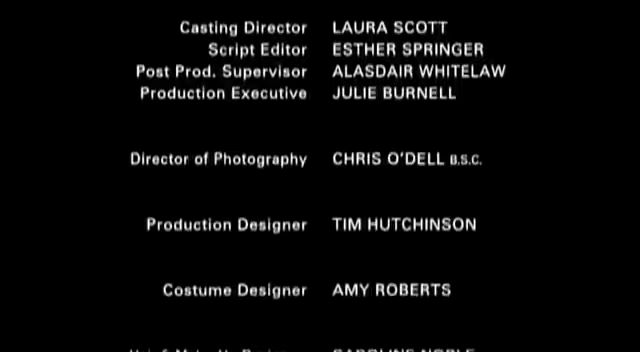 Casting Director LAURA SCOTT
Script Editor ESTHER SPRINGER
Post Prod. Supervisor ALASDAIR WHITELAW
Production Executive JULIE BURNELL
Director of Photography CHRIS O'DELL B.S.C.
Production Designer TIM HUTCHINSON
Costume Designer AMY ROBERTS